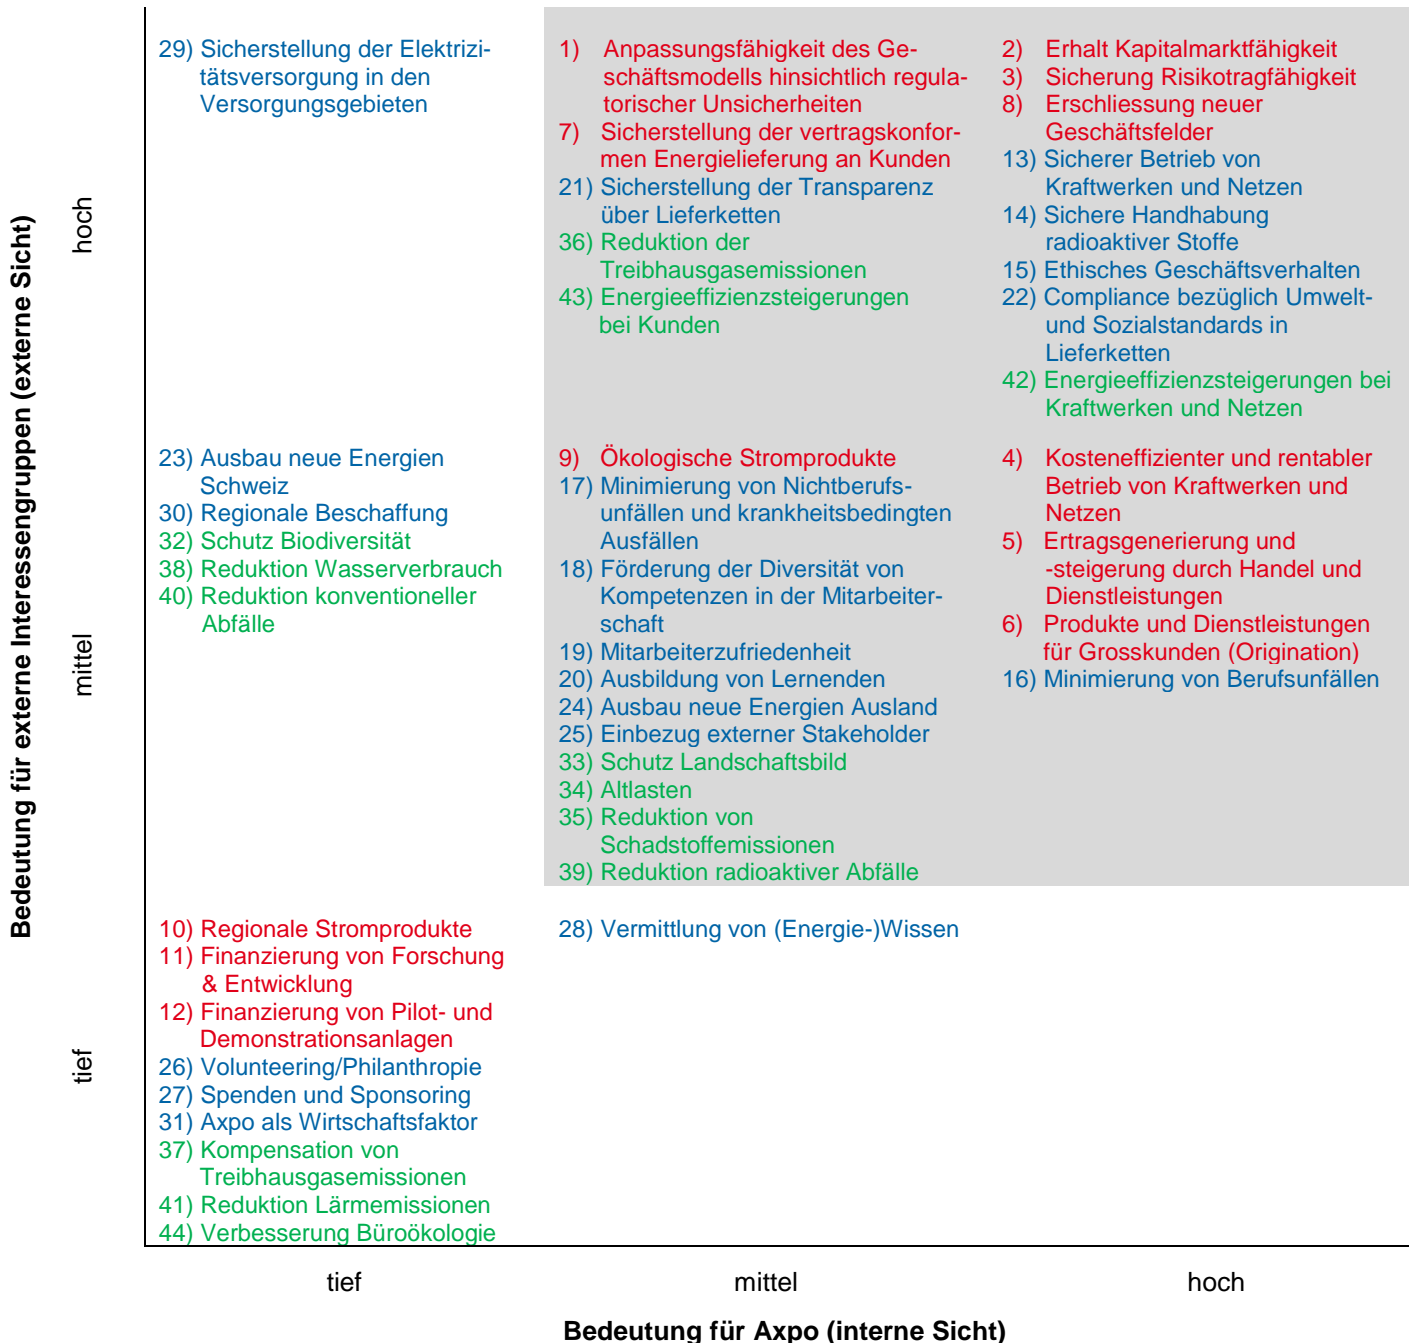 Bedeutung für externe Interessengruppen (externe Sicht)
hoch
29) Sicherstellung der Elektrizi-
tätsversorgung in den
Versorgungsgebieten
1) Anpassungsfähigkeit des Ge-
schäftsmodells hinsichtlich regula-
torischer Unsicherheiten
7) Sicherstellung der vertragskonfor-
men Energielieferung an Kunden
21) Sicherstellung der Transparenz
über Lieferketten
36) Reduktion der
Treibhausgasemissionen
43) Energieeffizienzsteigerungen
bei Kunden
2) Erhalt Kapitalmarktfähigkeit
3) Sicherung Risikotragfähigkeit
8) Erschliessung neuer
Geschäftsfelder
13) Sicherer Betrieb von
Kraftwerken und Netzen
14) Sichere Handhabung
radioaktiver Stoffe
15) Ethisches Geschäftsverhalten
22) Compliance bezüglich Umwelt-
und Sozialstandards in
Lieferketten
42) Energieeffizienzsteigerungen bei
Kraftwerken und Netzen
mittel
23) Ausbau neue Energien
Schweiz
30) Regionale Beschaffung
32) Schutz Biodiversität
38) Reduktion Wasserverbrauch
40) Reduktion konventioneller
Abfälle
9) Ökologische Stromprodukte
17) Minimierung von Nichtberufs-
unfällen und krankheitsbedingten
Ausfällen
18) Förderung der Diversität von
Kompetenzen in der Mitarbeiter-
schaft
19) Mitarbeiterzufriedenheit
20) Ausbildung von Lernenden
24) Ausbau neue Energien Ausland
25) Einbezug externer Stakeholder
33) Schutz Landschaftsbild
34) Altlasten
35) Reduktion von
Schadstoffemissionen
39) Reduktion radioaktiver Abfälle
4) Kosteneffizienter und rentabler
Betrieb von Kraftwerken und
Netzen
5) Ertragsgenerierung und
-steigerung durch Handel und
Dienstleistungen
6) Produkte und Dienstleistungen
für Grosskunden (Origination)
16) Minimierung von Berufsunfällen
tief
10) Regionale Stromprodukte
11) Finanzierung von Forschung
& Entwicklung
12) Finanzierung von Pilot- und
Demonstrationsanlagen
26) Volunteering/Philanthropie
27) Spenden und Sponsoring
31) Axpo als Wirtschaftsfaktor
37) Kompensation von
Treibhausgasemissionen
41) Reduktion Lärmemissionen
44) Verbesserung Büroökologie
28) Vermittlung von (Energie-)Wissen
tief
mittel
hoch
Bedeutung für Axpo (interne Sicht)